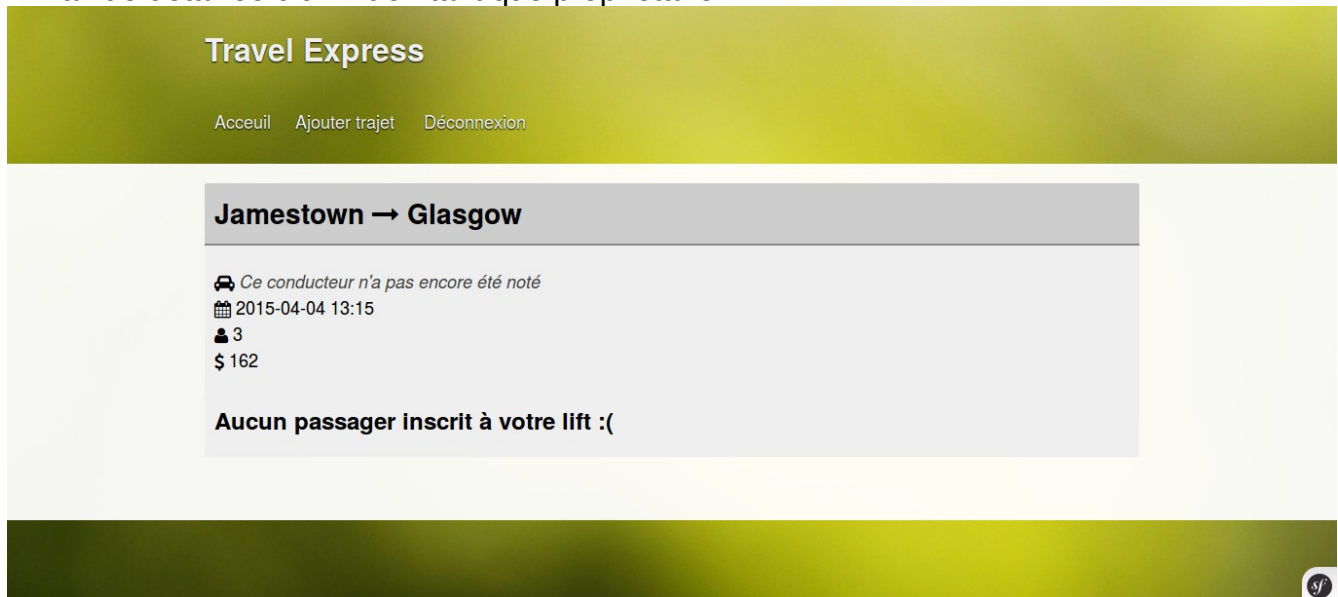 Travel Express
Acceuil Ajouter trajet Déconnexion
Jamestown → Glasgow
Ce conducteur n'a pas encore été noté
2015-04-04 13:15
3
$ 162
Aucun passager inscrit à votre lift :(
sf